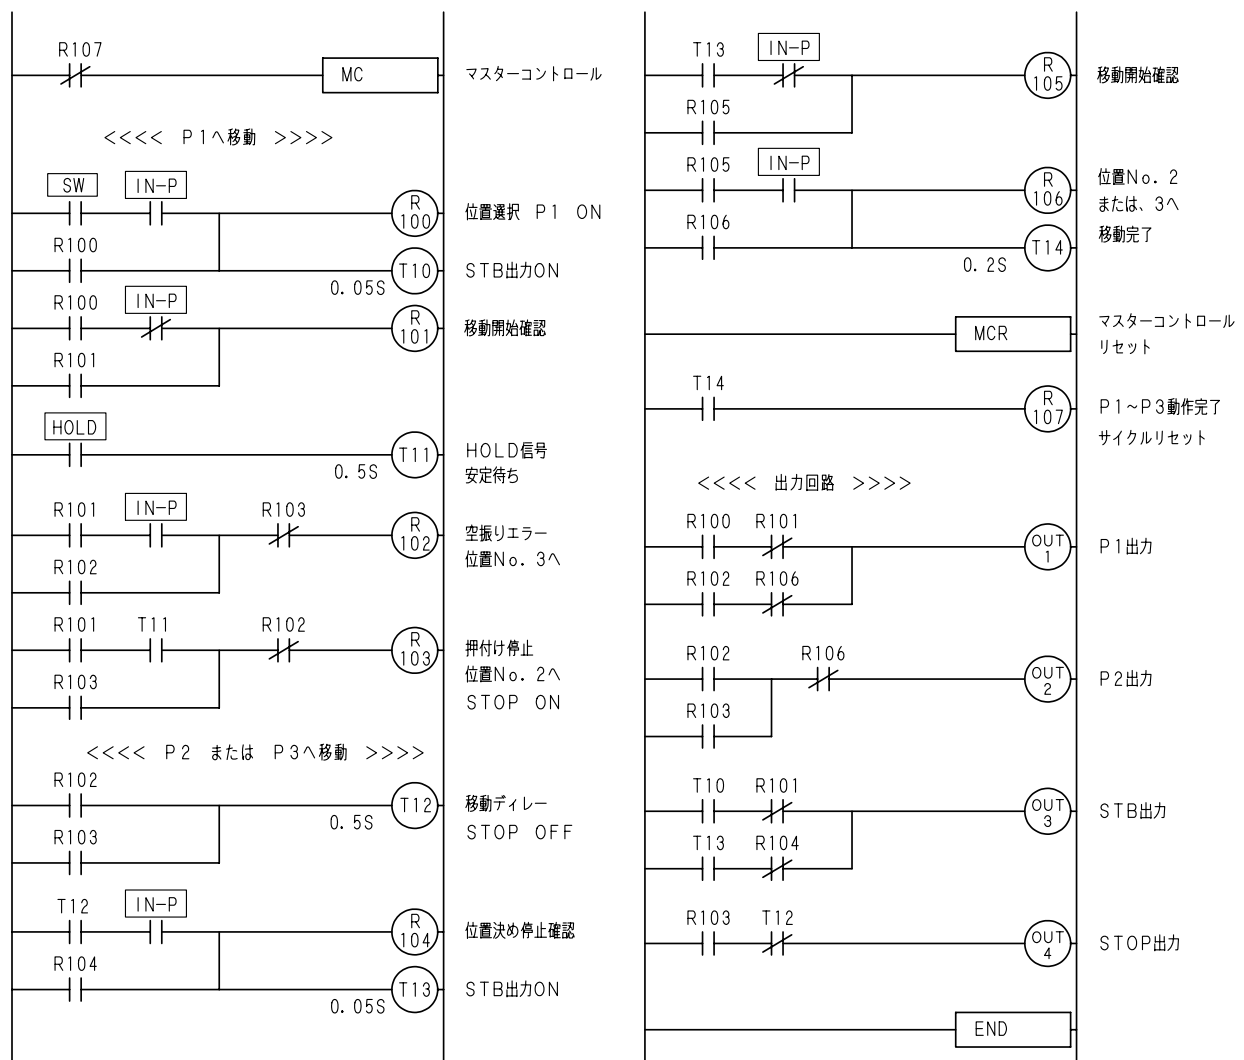 R107
MC
マスターコントロール
<<<< P1へ移動 >>>>
SW IN-P
R 100
位置選択 P1 ON
R100
T10
0.05S
STB出力ON
R100 IN-P
R 101
移動開始確認
R101
HOLD
T11
0.5S
HOLD信号
安定待ち
R101 IN-P R103
R 102
空振りエラー
位置No.3へ
R102
R101 T11 R102
R 103
押付け停止
位置No.2へ
STOP ON
R103
<<<< P2 または P3へ移動 >>>>
R102
T12
0.5S
移動ディレー
STOP OFF
R103
T12 IN-P
R 104
位置決め停止確認
R104
T13
0.05S
STB出力ON
T13 IN-P
R 105
移動開始確認
R105
R105 IN-P
R 106
位置No.2
または、3へ
移動完了
R106
T14
0.2S
MCR
マスターコントロール
リセット
T14
R 107
P1~P3動作完了
サイクルリセット
<<<< 出力回路 >>>>
R100 R101
OUT 1
P1出力
R102 R106
R102 R106
OUT 2
P2出力
R103
T10 R101
OUT 3
STB出力
T13 R104
R103 T12
OUT 4
STOP出力
END